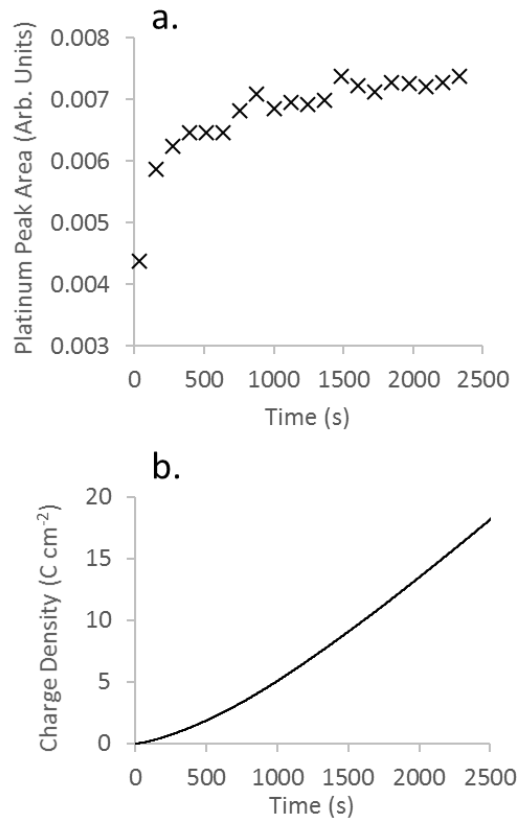 a.
Platinum Peak Area (Arb. Units)
0.008
0.007
0.006
0.005
0.004
0.003
0 500 1000 1500 2000 2500
Time (s)
b.
Charge Density (C cm⁻²)
20
15
10
5
0
0 500 1000 1500 2000 2500
Time (s)